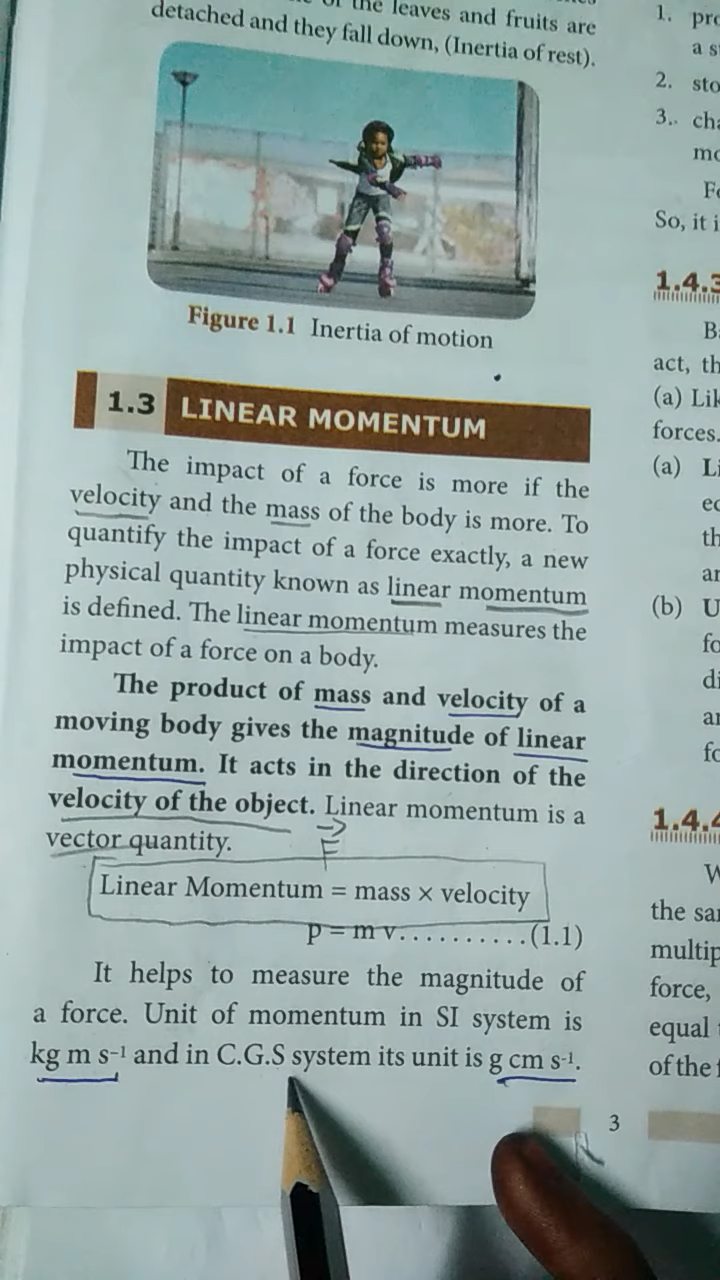 of the leaves and fruits are
detached and they fall down, (Inertia of rest).
Figure 1.1 Inertia of motion
1.3 LINEAR MOMENTUM
The impact of a force is more if the
velocity and the mass of the body is more. To
quantify the impact of a force exactly, a new
physical quantity known as linear momentum
is defined. The linear momentum measures the
impact of a force on a body.
The product of mass and velocity of a
moving body gives the magnitude of linear
momentum. It acts in the direction of the
velocity of the object. Linear momentum is a
vector quantity.
F
Linear Momentum = mass × velocity
p = m v..........(1.1)
It helps to measure the magnitude of
a force. Unit of momentum in SI system is
kg m s⁻¹ and in C.G.S system its unit is g cm s⁻¹.
3
1.
a
2.
3.
So, it i
1.4.
act, th
(a)
forces.
(a)
(b)
1.4.
the
force,
equal
of the